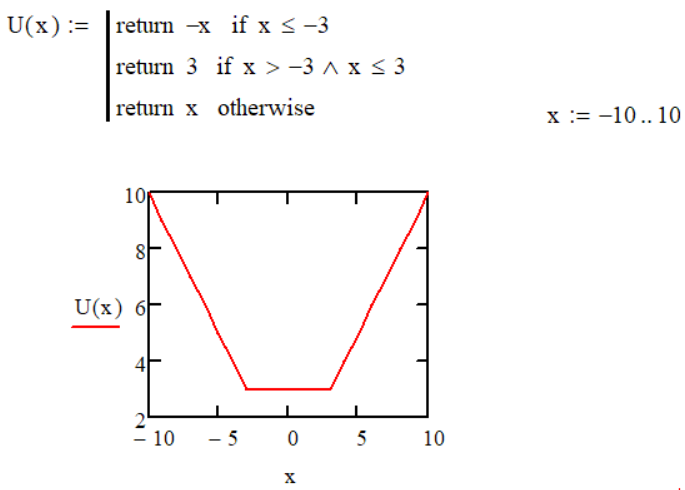 U(x) := return −x if x ≤ −3
return 3 if x > −3 ∧ x ≤ 3
return x otherwise
x := −10 .. 10
10
8
U(x) 6
4
2
− 10 − 5 0 5 10
x